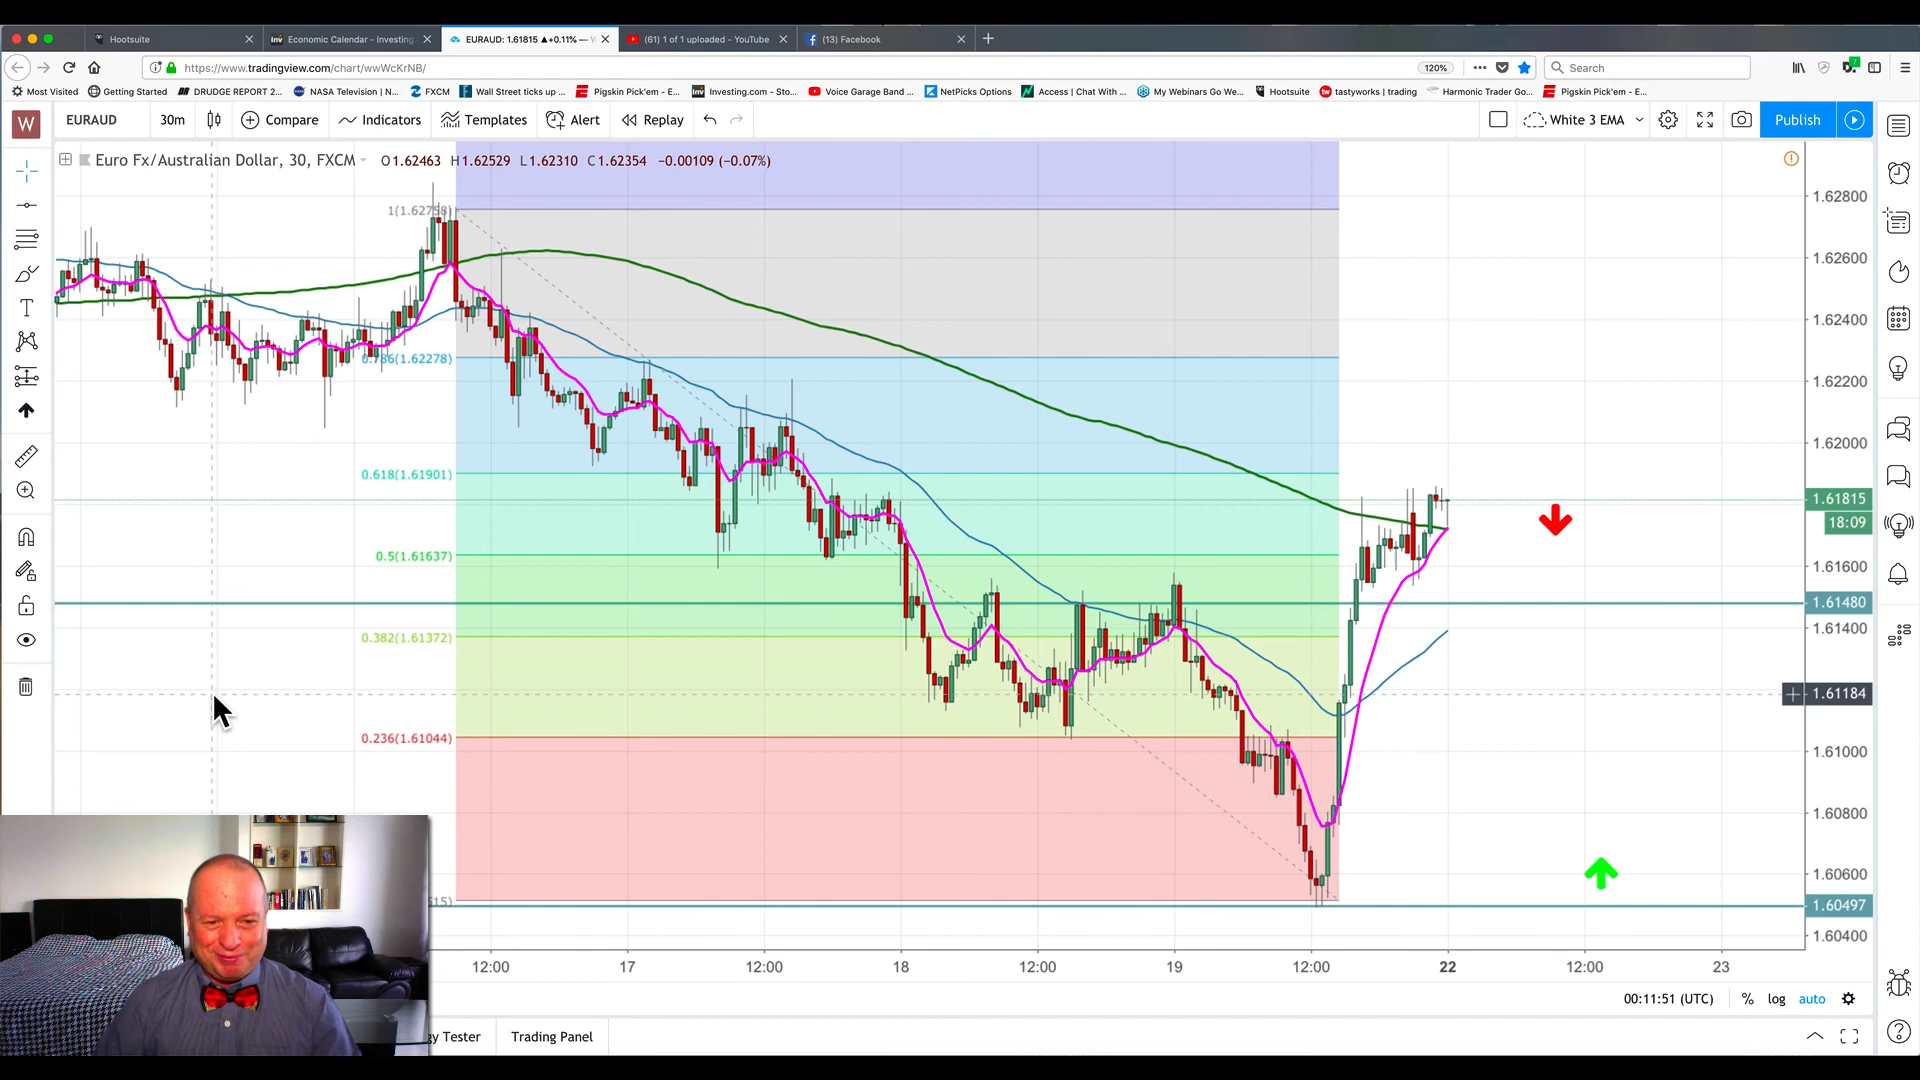 Hootsuite
Economic Calendar - Investing
EURAUD: 1.61815 ▲+0.11% —
(61) 1 of 1 uploaded - YouTube
(13) Facebook
https://www.tradingview.com/chart/wwWcKrNB/
120%
Search
Most Visited
Getting Started
DRUDGE REPORT 2...
NASA Television | N...
FXCM
Wall Street ticks up ...
Pigskin Pick'em - E...
Investing.com - Sto...
Voice Garage Band ...
NetPicks Options
Access | Chat With ...
My Webinars Go We...
Hootsuite
tastyworks | trading
Harmonic Trader Go...
Pigskin Pick'em - E...
W
EURAUD
30m
Compare
Indicators
Templates
Alert
Replay
White 3 EMA
Publish
Euro Fx/Australian Dollar, 30, FXCM
O1.62463 H1.62529 L1.62310 C1.62354 −0.00109 (−0.07%)
1(1.62758)
0.786(1.62278)
0.618(1.61901)
0.5(1.61637)
0.382(1.61372)
0.236(1.61044)
1.62800
1.62600
1.62400
1.62200
1.62000
1.61815
18:09
1.61600
1.61480
1.61400
1.61184
1.61000
1.60800
1.60600
1.60497
1.60400
12:00
17
12:00
18
12:00
19
12:00
22
12:00
23
00:11:51 (UTC)
%
log
auto
gy Tester
Trading Panel